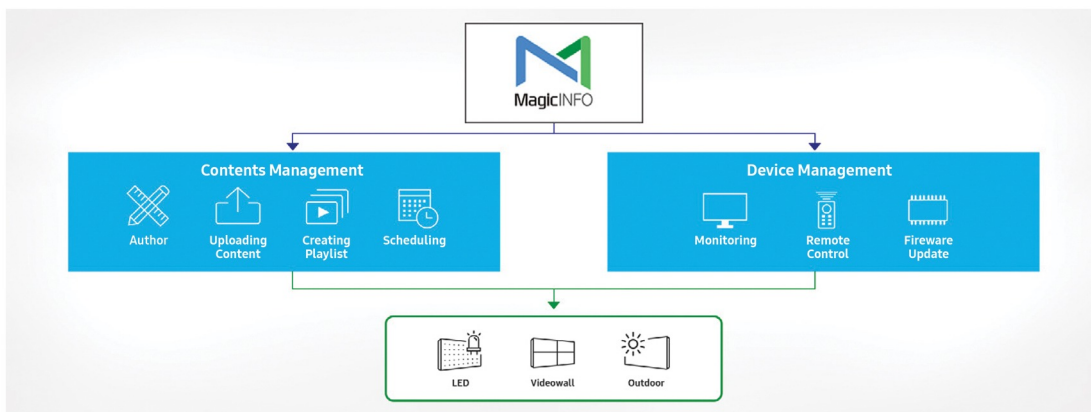 MagicINFO
Contents Management
Author
Uploading
Content
Creating
Playlist
Scheduling
Device Management
Monitoring
Remote
Control
Fireware
Update
LED
Videowall
Outdoor